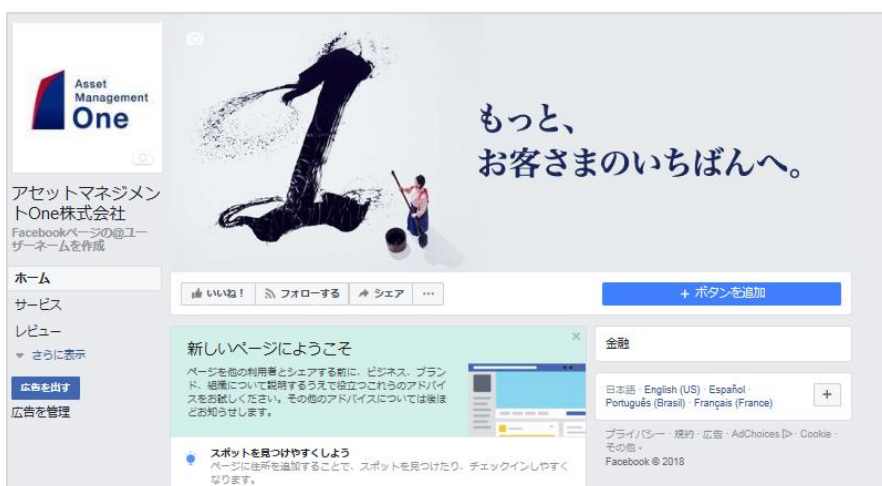 Asset
Management
One
もっと、
お客さまのいちばんへ。
アセットマネジメン
トOne株式会社
Facebookページの@ユー
ザーネームを作成
ホーム
サービス
レビュー
さらに表示
広告を出す
広告を管理
いいね! フォローする シェア ...
+ ボタンを追加
新しいページにようこそ
ページを他の利用者とシェアする前に、ビジネス、ブラン
ド、組織について説明するうえで役立つこれらのアドバイ
スをお試しください。その他のアドバイスについては後ほ
どお知らせします。
スポットを見つけやすくしよう
ページに住所を追加することで、スポットを見つけたり、チェックインしやすく
なります。
金融
日本語 · English (US) · Español ·
Português (Brasil) · Français (France)
+
プライバシー · 規約 · 広告 · AdChoices · Cookie ·
その他
Facebook © 2018